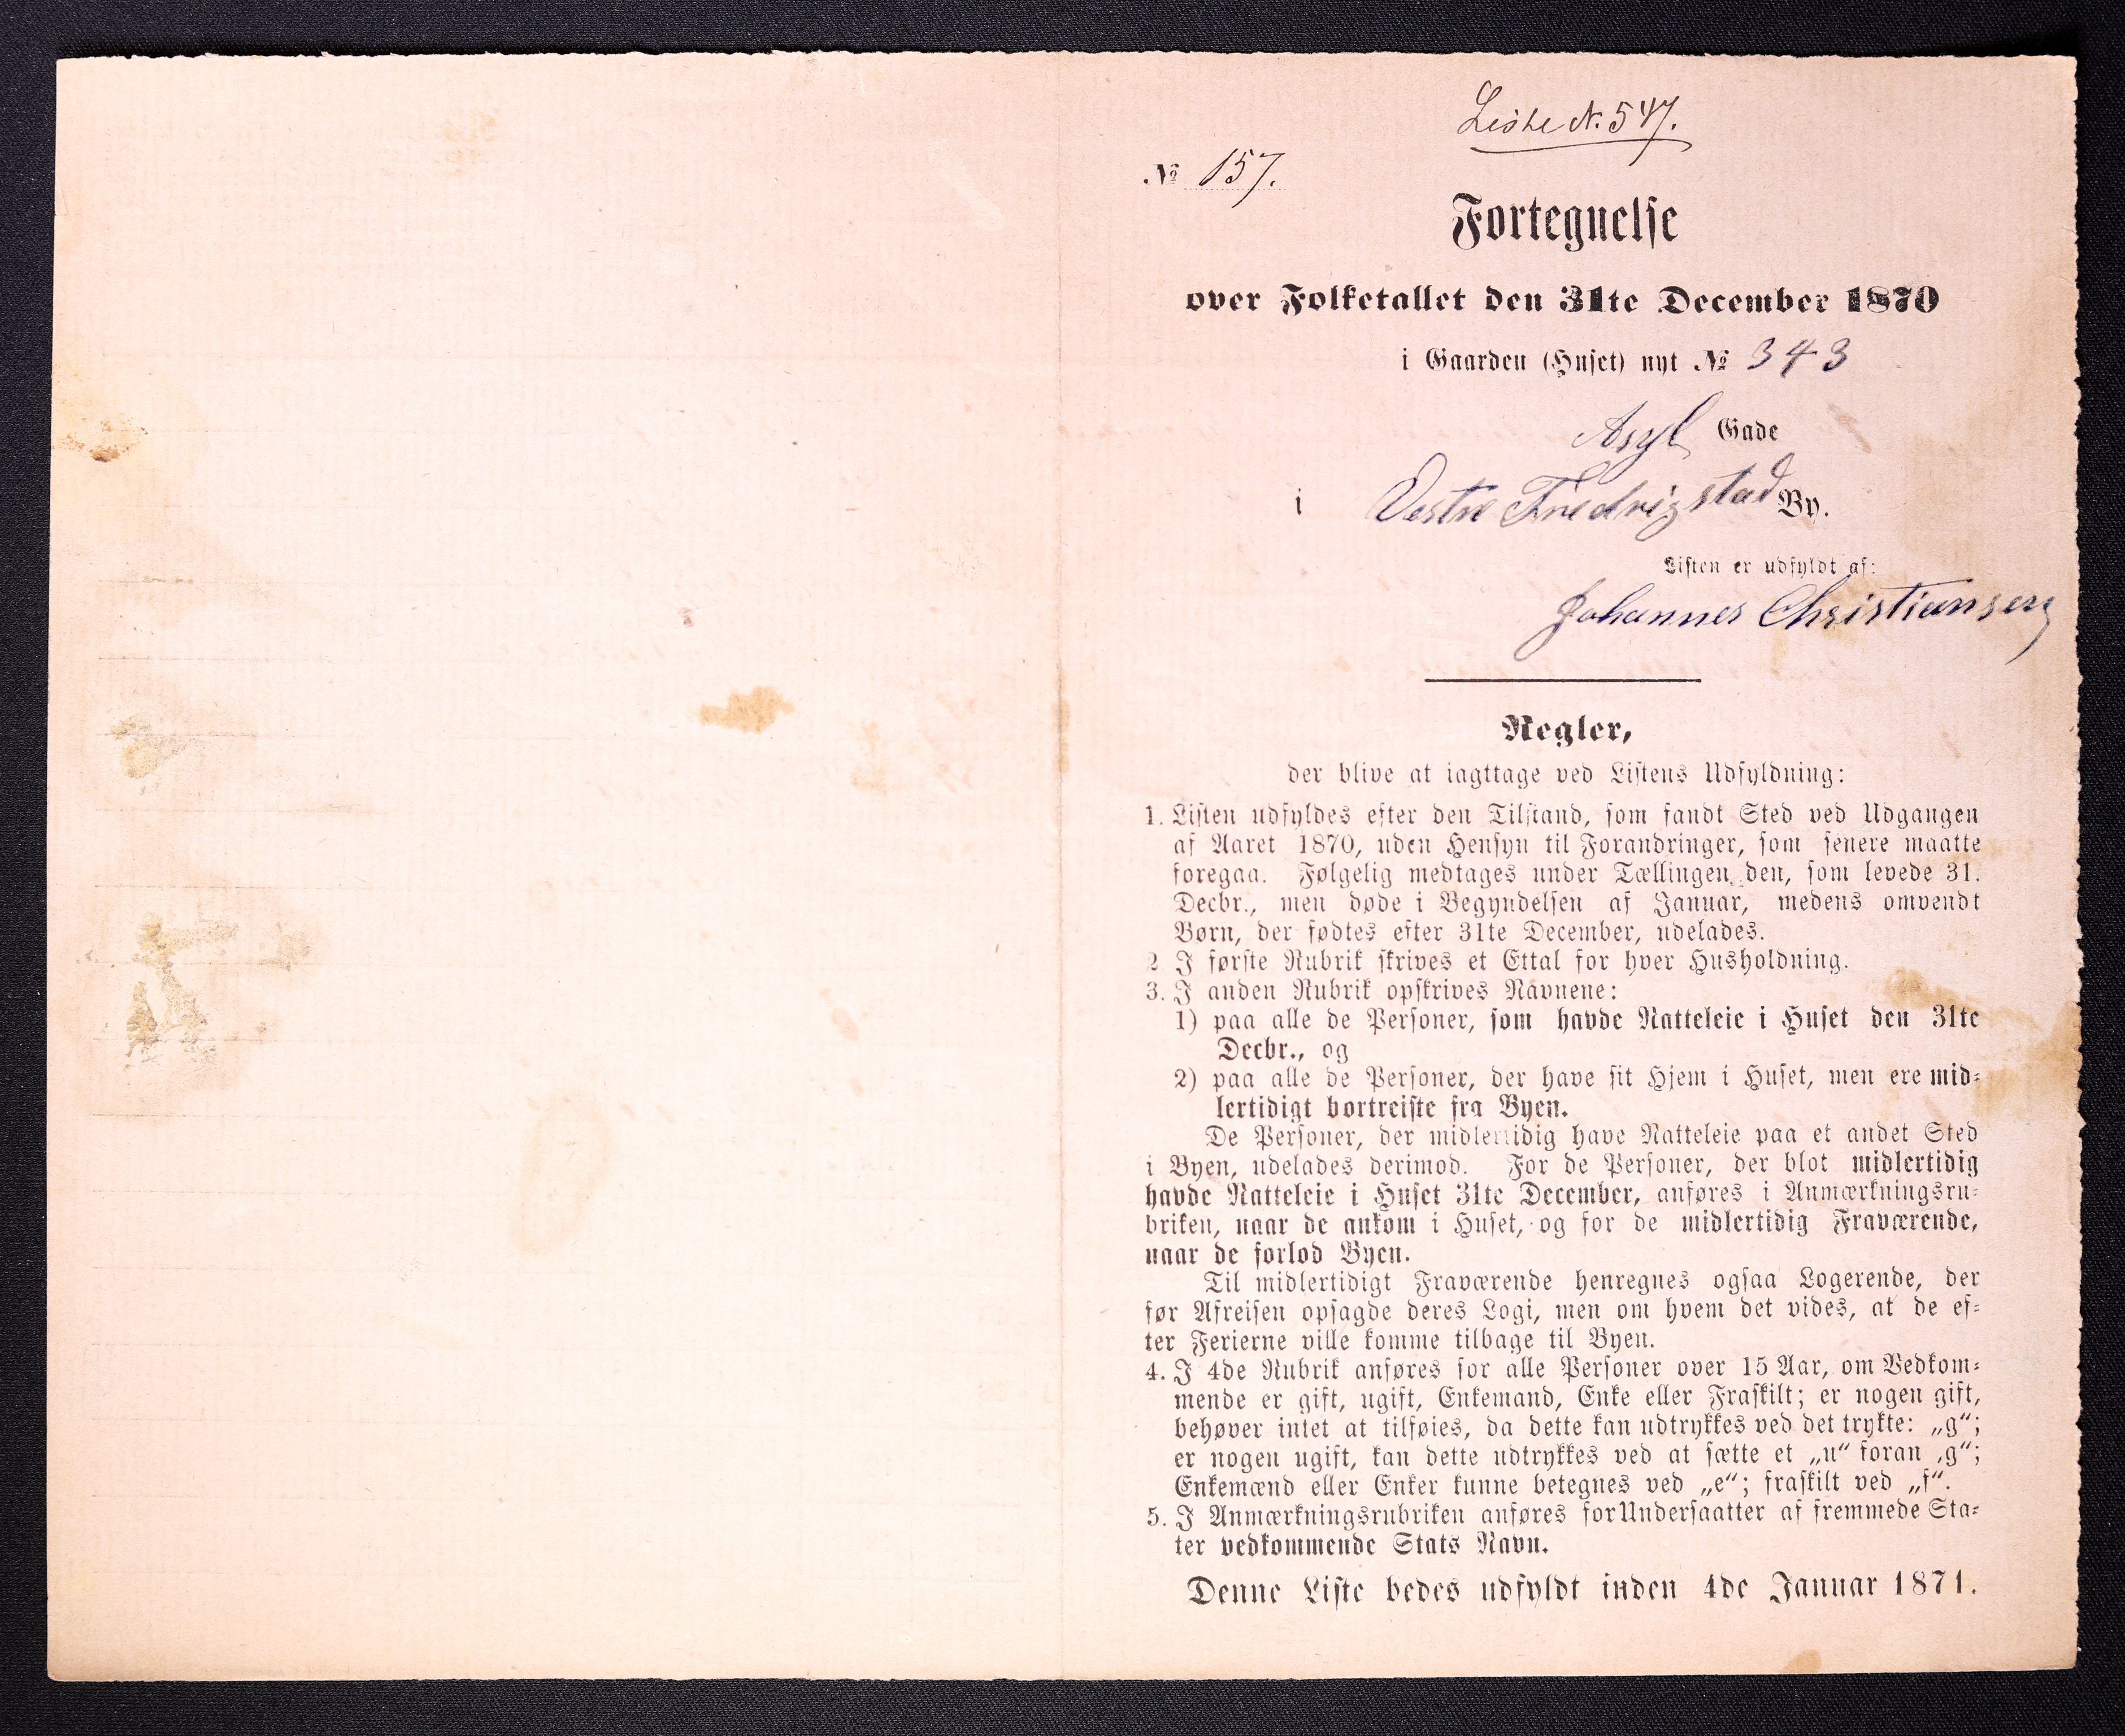 Liste N. 547.
№ 157.
Fortegnelse
over Folketallet den 31te December 1870
i Gaarden (Huset) nyt № 343
Asyl Gade
i Vestre Fredrigstad By.
Listen er udfyldt af:
Johannes Christiansen
Regler,
der blive at iagttage ved Listens Udfyldning:
1. Listen udfyldes efter den Tilstand, som fandt Sted ved Udgangen
af Aaret 1870, uden Hensyn til Forandringer, som senere maatte
foregaa. Følgelig medtages under Tællingen den, som levede 31.
Decbr., men døde i Begyndelsen af Januar, medens omvendt
Børn, der fødtes efter 31te December, udelades.
2 I første Rubrik skrives et Ettal for hver Husholdning.
3. I anden Rubrik opskrives Navnene:
1) paa alle de Personer, som havde Natteleie i Huset den 31te
Decbr., og
2) paa alle de Personer, der have sit Hjem i Huset, men ere mid-
lertidigt bortreiste fra Byen.
De Personer, der midlertidig have Natteleie paa et andet Sted
i Byen, udelades derimod. For de Personer, der blot midlertidig
havde Natteleie i Huset 31te December, anføres i Anmærkningsru-
briken, naar de ankom i Huset, og for de midlertidig Fraværende,
naar de forlod Byen.
Til midlertidigt Fraværende henregnes ogsaa Logerende, der
før Afreisen opsagde deres Logi, men om hvem det vides, at de ef-
ter Ferierne ville komme tilbage til Byen.
4. I 4de Rubrik anføres for alle Personer over 15 Aar, om Vedkom-
mende er gift, ugift, Enkemand, Enke eller Fraskilt; er nogen gift,
behøver intet at tilføies, da dette kan udtrykkes ved det trykte: „g“;
er nogen ugift, kan dette udtrykkes ved at sætte et „u“ foran „g“;
Enkemænd eller Enker kunne betegnes ved „e“; fraskilt ved „f“.
5. I Anmærkningsrubriken anføres for Undersaatter af fremmede Sta-
ter vedkommende Stats Navn.
Denne Liste bedes udfyldt inden 4de Januar 1871.